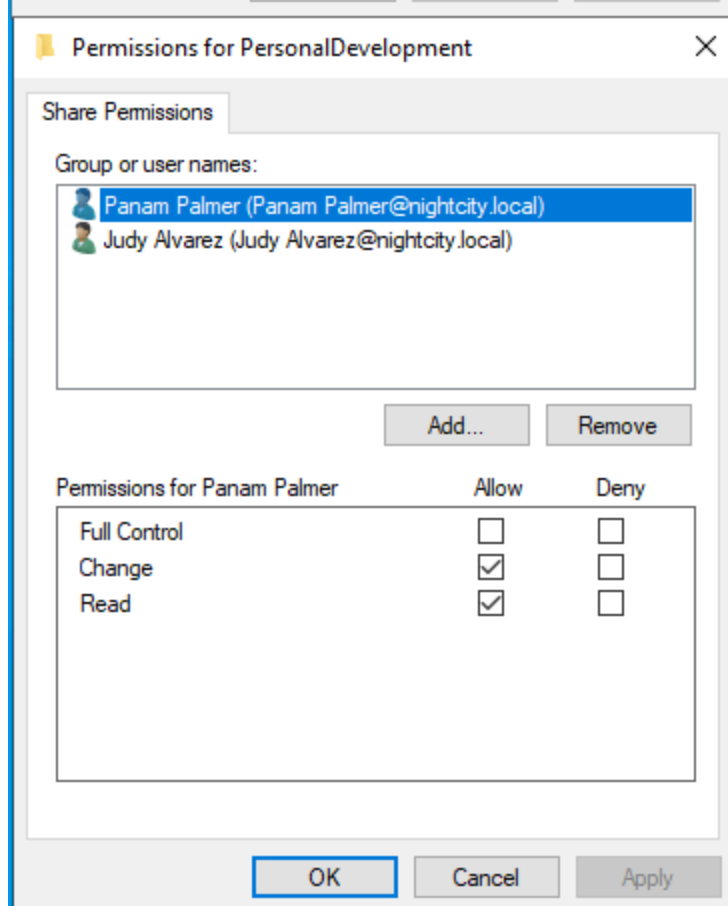 Permissions for PersonalDevelopment
Share Permissions
Group or user names:
Panam Palmer (Panam Palmer@nightcity.local)
Judy Alvarez (Judy Alvarez@nightcity.local)
Add... Remove
Permissions for Panam Palmer Allow Deny
Full Control
Change
Read
OK Cancel Apply